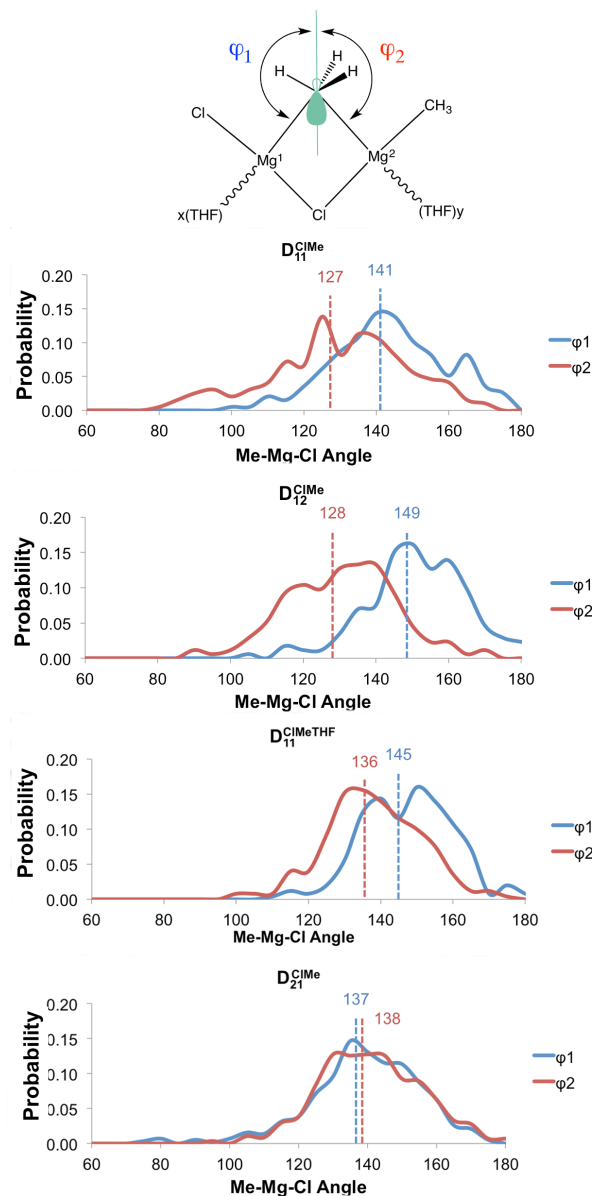 φ1 φ2
H H
H
Cl CH3
Mg1 Mg2
x(THF) Cl (THF)y
D11ClMe
127 141
Probability
0.20
0.15
0.10
0.05
0.00
60 80 100 120 140 160 180
Me-Mg-Cl Angle
φ1
φ2
D12ClMe
128 149
Probability
0.20
0.15
0.10
0.05
0.00
60 80 100 120 140 160 180
Me-Mg-Cl Angle
φ1
φ2
D11ClMeTHF
136 145
Probability
0.20
0.15
0.10
0.05
0.00
60 80 100 120 140 160 180
Me-Mg-Cl Angle
φ1
φ2
D21ClMe
137
138
Probability
0.20
0.15
0.10
0.05
0.00
60 80 100 120 140 160 180
Me-Mg-Cl Angle
φ1
φ2